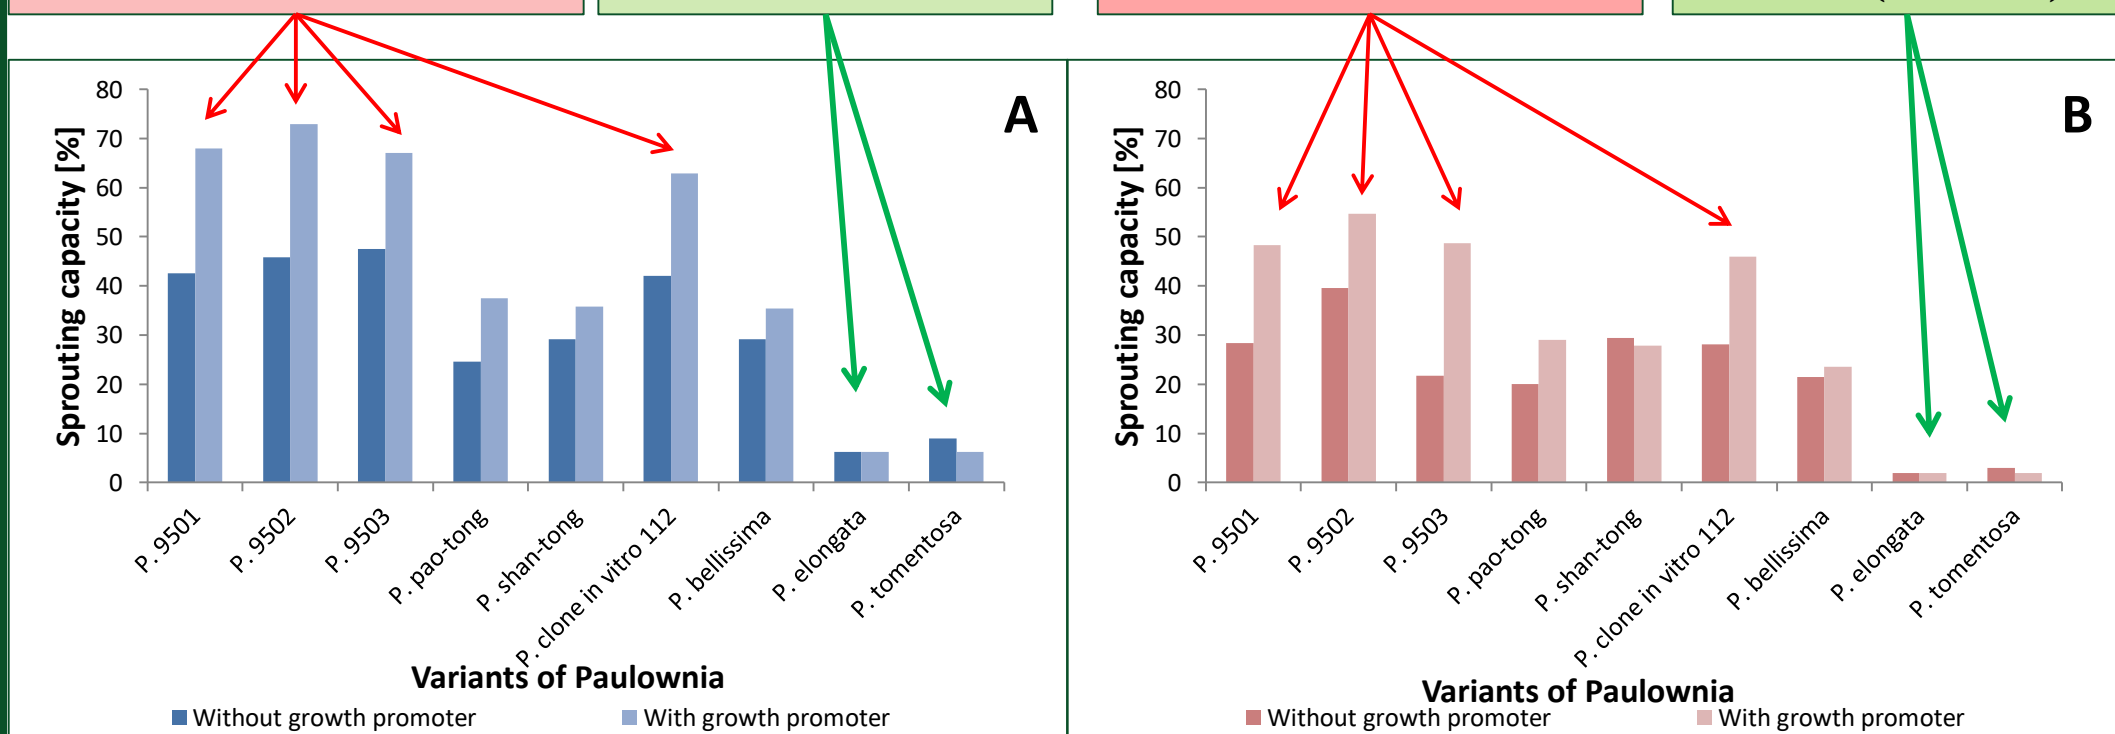 A
Sprouting capacity [%]
80
70
60
50
40
30
20
10
0
P. 9501
P. 9502
P. 9503
P. pao-tong
P. shan-tong
P. clone in vitro 112
P. bellissima
P. elongata
P. tomentosa
Variants of Paulownia
Without growth promoter
With growth promoter
B
Sprouting capacity [%]
80
70
60
50
40
30
20
10
0
P. 9501
P. 9502
P. 9503
P. pao-tong
P. shan-tong
P. clone in vitro 112
P. bellissima
P. elongata
P. tomentosa
Variants of Paulownia
Without growth promoter
With growth promoter